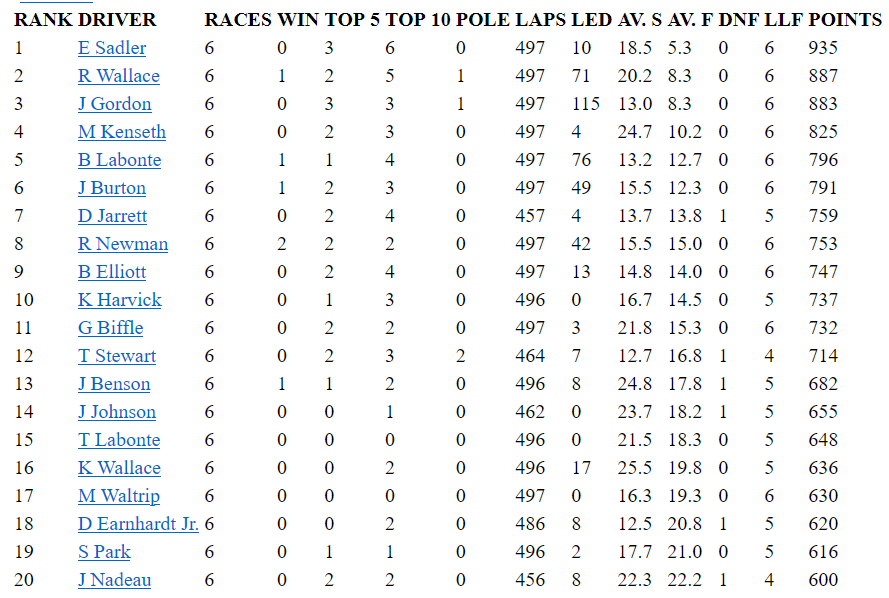 RANK DRIVER RACES WIN TOP 5 TOP 10 POLE LAPS LED AV. S AV. F DNF LLF POINTS
1 E Sadler 6 0 3 6 0 497 10 18.5 5.3 0 6 935
2 R Wallace 6 1 2 5 1 497 71 20.2 8.3 0 6 887
3 J Gordon 6 0 3 3 1 497 115 13.0 8.3 0 6 883
4 M Kenseth 6 0 2 3 0 497 4 24.7 10.2 0 6 825
5 B Labonte 6 1 1 4 0 497 76 13.2 12.7 0 6 796
6 J Burton 6 1 2 3 0 497 49 15.5 12.3 0 6 791
7 D Jarrett 6 0 2 4 0 457 4 13.7 13.8 1 5 759
8 R Newman 6 2 2 2 0 497 42 15.5 15.0 0 6 753
9 B Elliott 6 0 2 4 0 497 13 14.8 14.0 0 6 747
10 K Harvick 6 0 1 3 0 496 0 16.7 14.5 0 5 737
11 G Biffle 6 0 2 2 0 497 3 21.8 15.3 0 6 732
12 T Stewart 6 0 2 3 2 464 7 12.7 16.8 1 4 714
13 J Benson 6 1 1 2 0 496 8 24.8 17.8 1 5 682
14 J Johnson 6 0 0 1 0 462 0 23.7 18.2 1 5 655
15 T Labonte 6 0 0 0 0 496 0 21.5 18.3 0 5 648
16 K Wallace 6 0 0 2 0 496 17 25.5 19.8 0 5 636
17 M Waltrip 6 0 0 0 0 497 0 16.3 19.3 0 6 630
18 D Earnhardt Jr. 6 0 0 2 0 486 8 12.5 20.8 1 5 620
19 S Park 6 0 1 1 0 496 2 17.7 21.0 0 5 616
20 J Nadeau 6 0 2 2 0 456 8 22.3 22.2 1 4 600